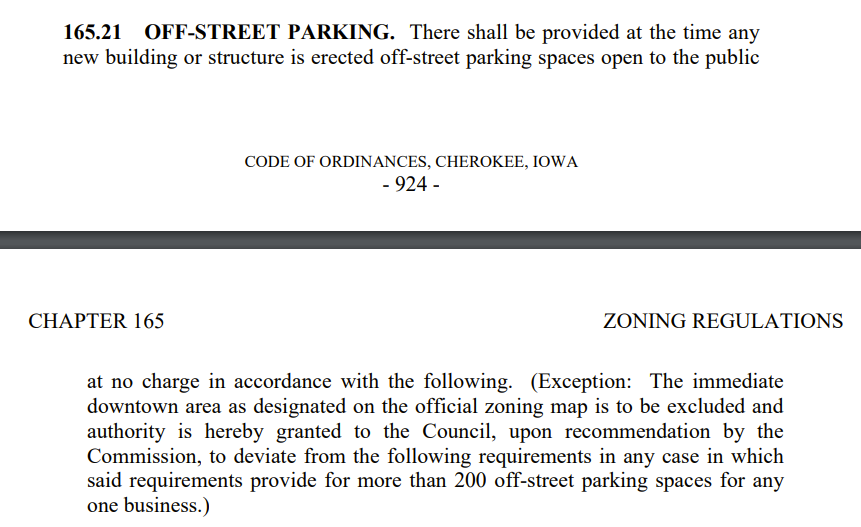 165.21 OFF-STREET PARKING. There shall be provided at the time any
new building or structure is erected off-street parking spaces open to the public
CODE OF ORDINANCES, CHEROKEE, IOWA
- 924 -
CHAPTER 165 ZONING REGULATIONS
at no charge in accordance with the following. (Exception: The immediate
downtown area as designated on the official zoning map is to be excluded and
authority is hereby granted to the Council, upon recommendation by the
Commission, to deviate from the following requirements in any case in which
said requirements provide for more than 200 off-street parking spaces for any
one business.)